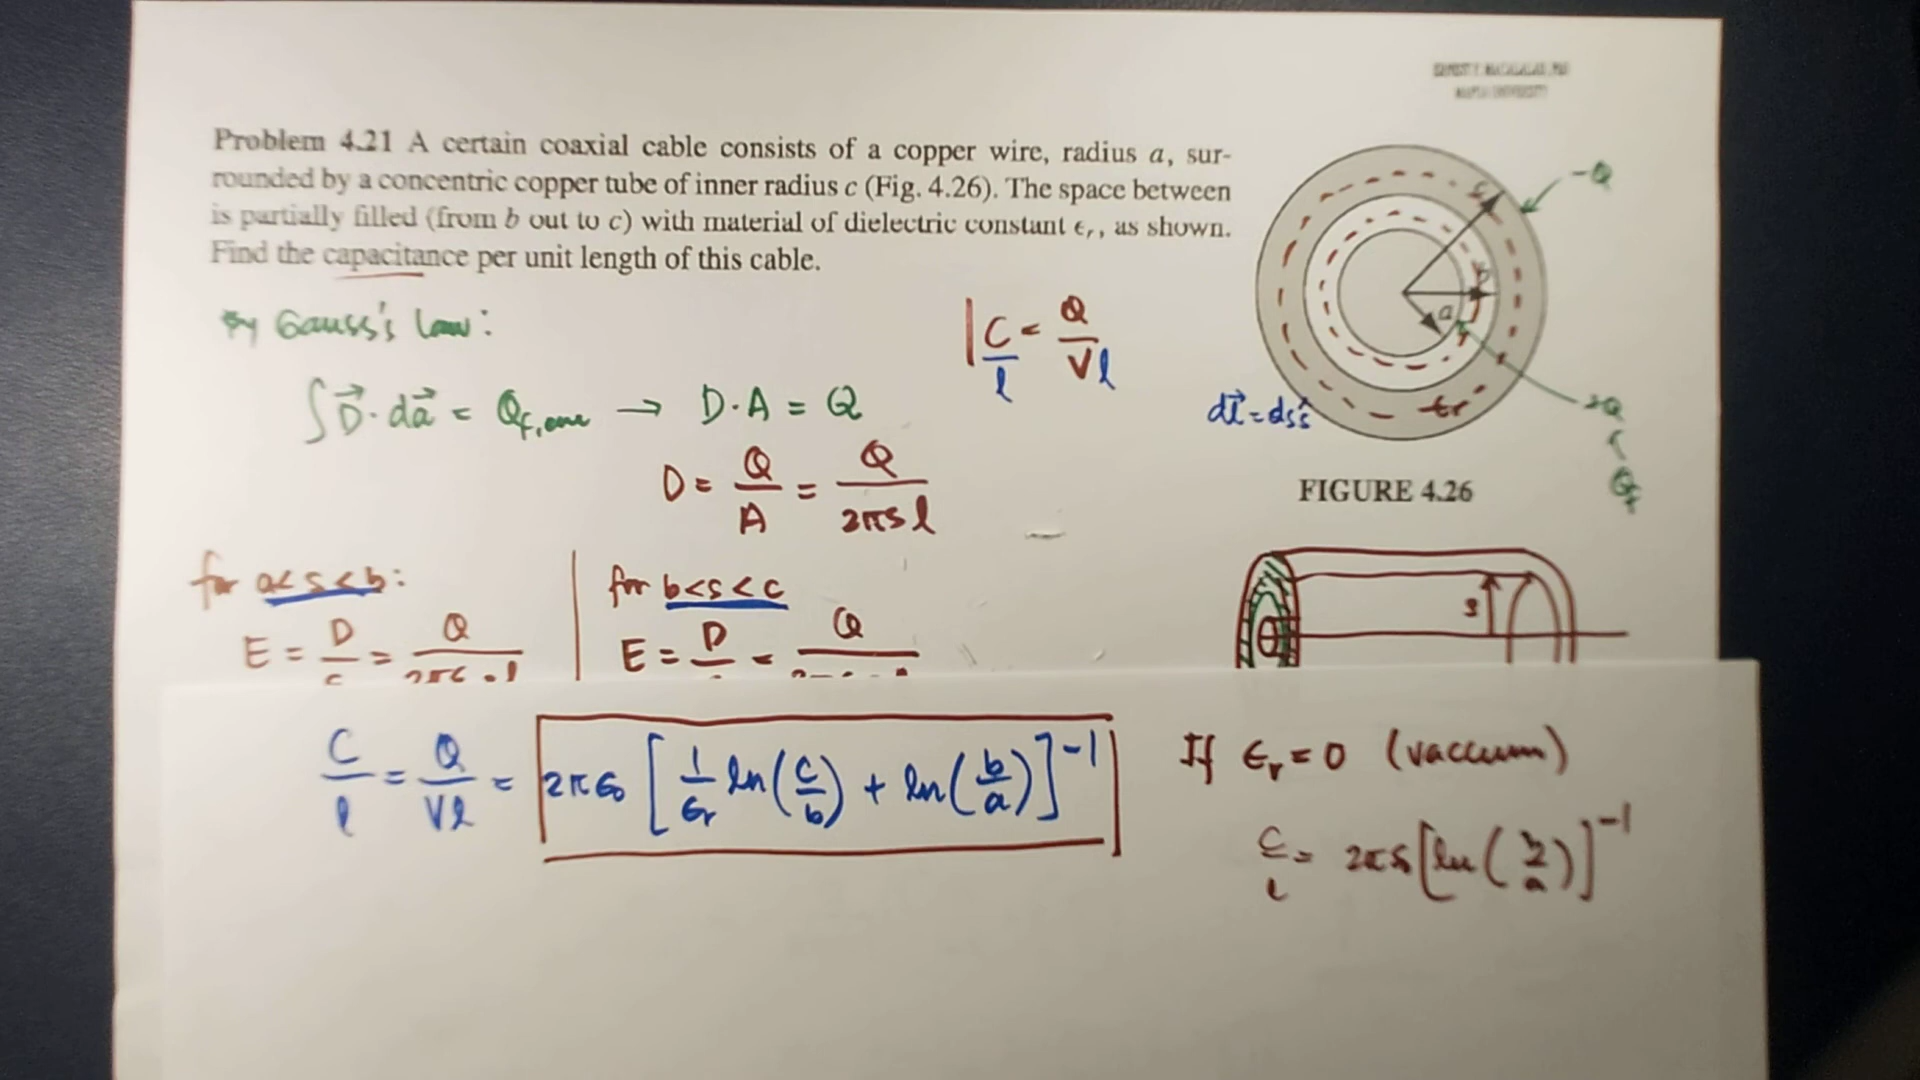 Problem 4.21 A certain coaxial cable consists of a copper wire, radius a, sur-
rounded by a concentric copper tube of inner radius c (Fig. 4.26). The space between
is partially filled (from b out to c) with material of dielectric constant ϵr, as shown.
Find the capacitance per unit length of this cable.
By Gauss's Law:
C/l = Q/Vl
∫D⃗·da⃗ = Qf,enc → D·A = Q
D = Q/A = Q/2πsl
c
b
a
-Q
+Q
Qf
ϵr
dl⃗ = ds ŝ
FIGURE 4.26
for a<s<b:
E = D/ = Q/
for b<s<c
E = D/ = Q/
s
C/l = Q/Vl = 2πϵ0 [1/ϵr ln(c/b) + ln(b/a)]^-1
If ϵr = 0 (vaccum)
C/l = 2πϵ0 [ln(b/a)]^-1